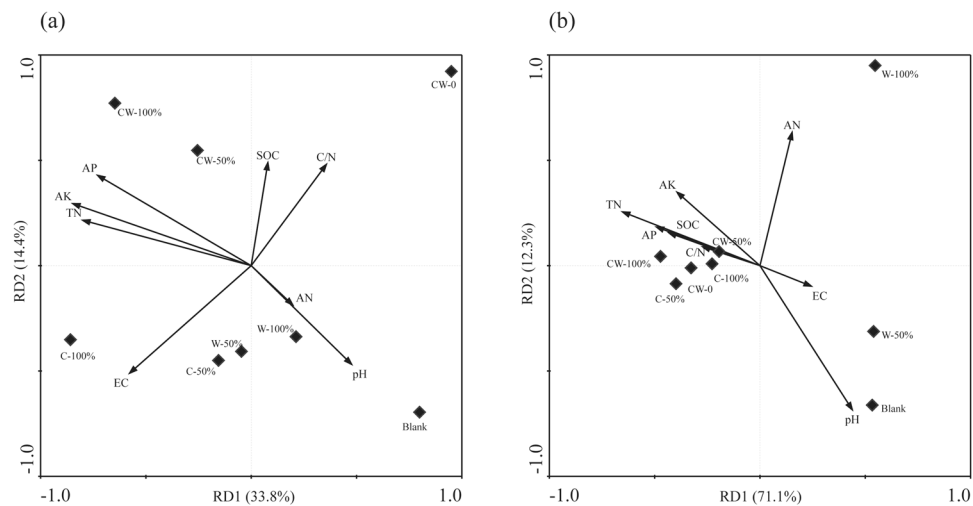 (a)
1.0
RD2 (14.4%)
-1.0
CW-0
CW-100%
CW-50%
SOC
C/N
AP
AK
TN
AN
W-100%
W-50%
C-50%
C-100%
EC
pH
Blank
-1.0
RD1 (33.8%)
1.0
(b)
1.0
RD2 (12.3%)
-1.0
W-100%
AN
AK
TN
SOC
AP
CW-50%
C/N
CW-100%
C-100%
CW-0
C-50%
EC
W-50%
Blank
pH
-1.0
RD1 (71.1%)
1.0